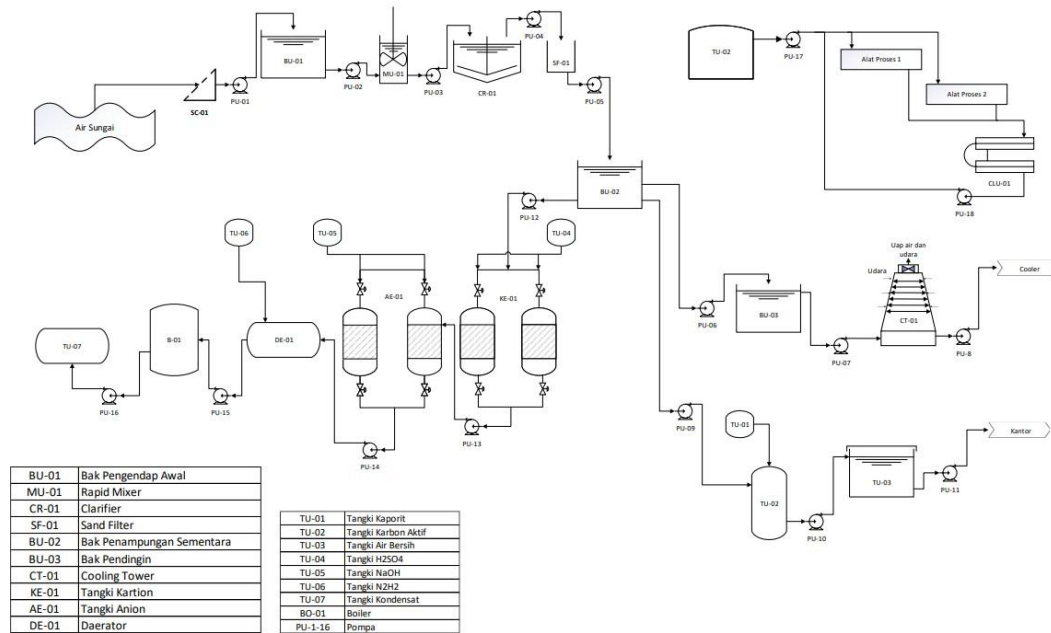 PU-04
BU-01
MU-01
SF-01
PU-01
PU-02
PU-03
CR-01
PU-05
SC-01
Air Sungai
TU-02
PU-17
Alat Proses 1
Alat Proses 2
CLU-01
PU-18
BU-02
PU-12
TU-06
TU-05
TU-04
AE-01
KE-01
B-01
DE-01
TU-07
PU-16
PU-15
PU-14
PU-13
Uap air dan
udara
Udara
Cooler
BU-03
CT-01
PU-06
PU-07
PU-8
PU-09
TU-01
TU-02
TU-03
PU-10
PU-11
Kantor
BU-01 Bak Pengendap Awal
MU-01 Rapid Mixer
CR-01 Clarifier
SF-01 Sand Filter
BU-02 Bak Penampungan Sementara
BU-03 Bak Pendingin
CT-01 Cooling Tower
KE-01 Tangki Kartion
AE-01 Tangki Anion
DE-01 Daerator
TU-01 Tangki Kaporit
TU-02 Tangki Karbon Aktif
TU-03 Tangki Air Bersih
TU-04 Tangki H2SO4
TU-05 Tangki NaOH
TU-06 Tangki N2H2
TU-07 Tangki Kondensat
BO-01 Boiler
PU-1-16 Pompa